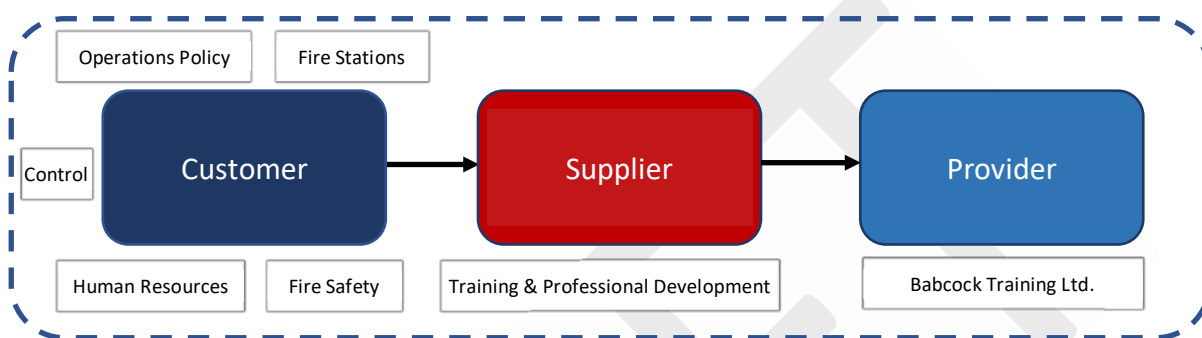 Operations Policy
Fire Stations
Control
Customer
Supplier
Provider
Human Resources
Fire Safety
Training & Professional Development
Babcock Training Ltd.